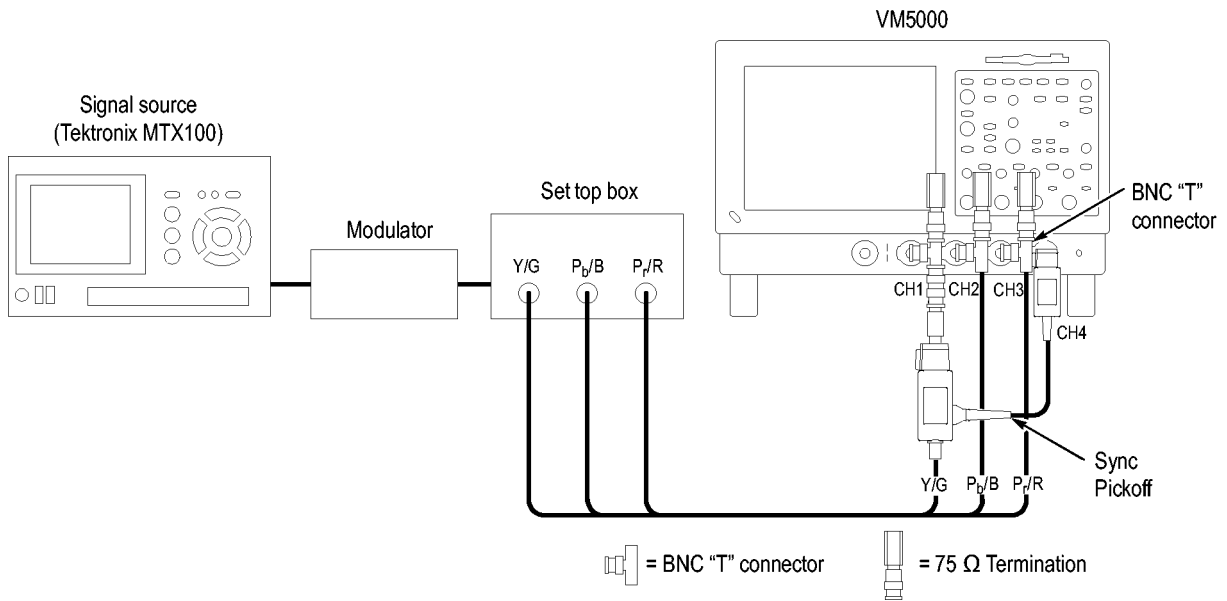 VM5000
Signal source
(Tektronix MTX100)
Set top box
Modulator
Y/G
Pb/B
Pr/R
BNC “T”
connector
CH1
CH2
CH3
CH4
Sync
Pickoff
Y/G
Pb/B
Pr/R
= BNC “T” connector
= 75 Ω Termination